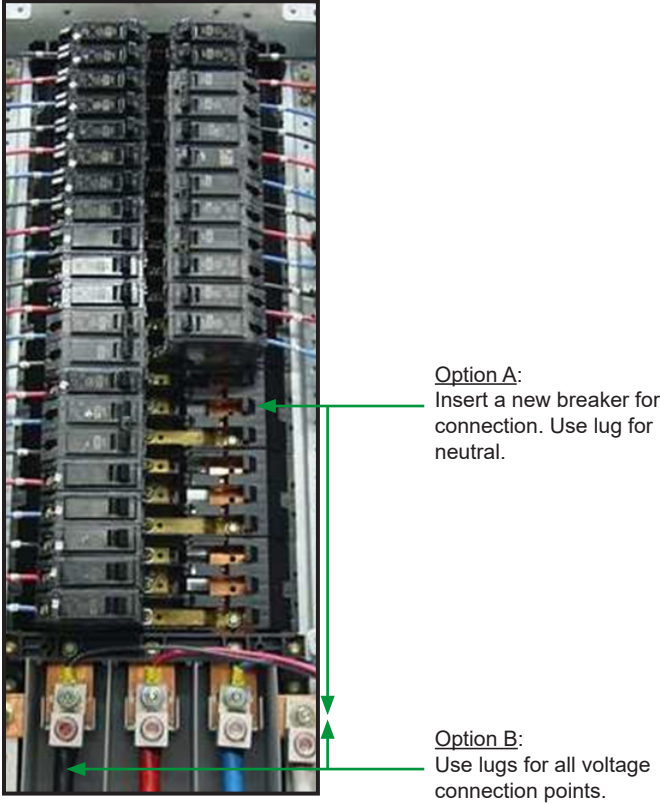 Option A:
Insert a new breaker for
connection. Use lug for
neutral.
Option B:
Use lugs for all voltage
connection points.